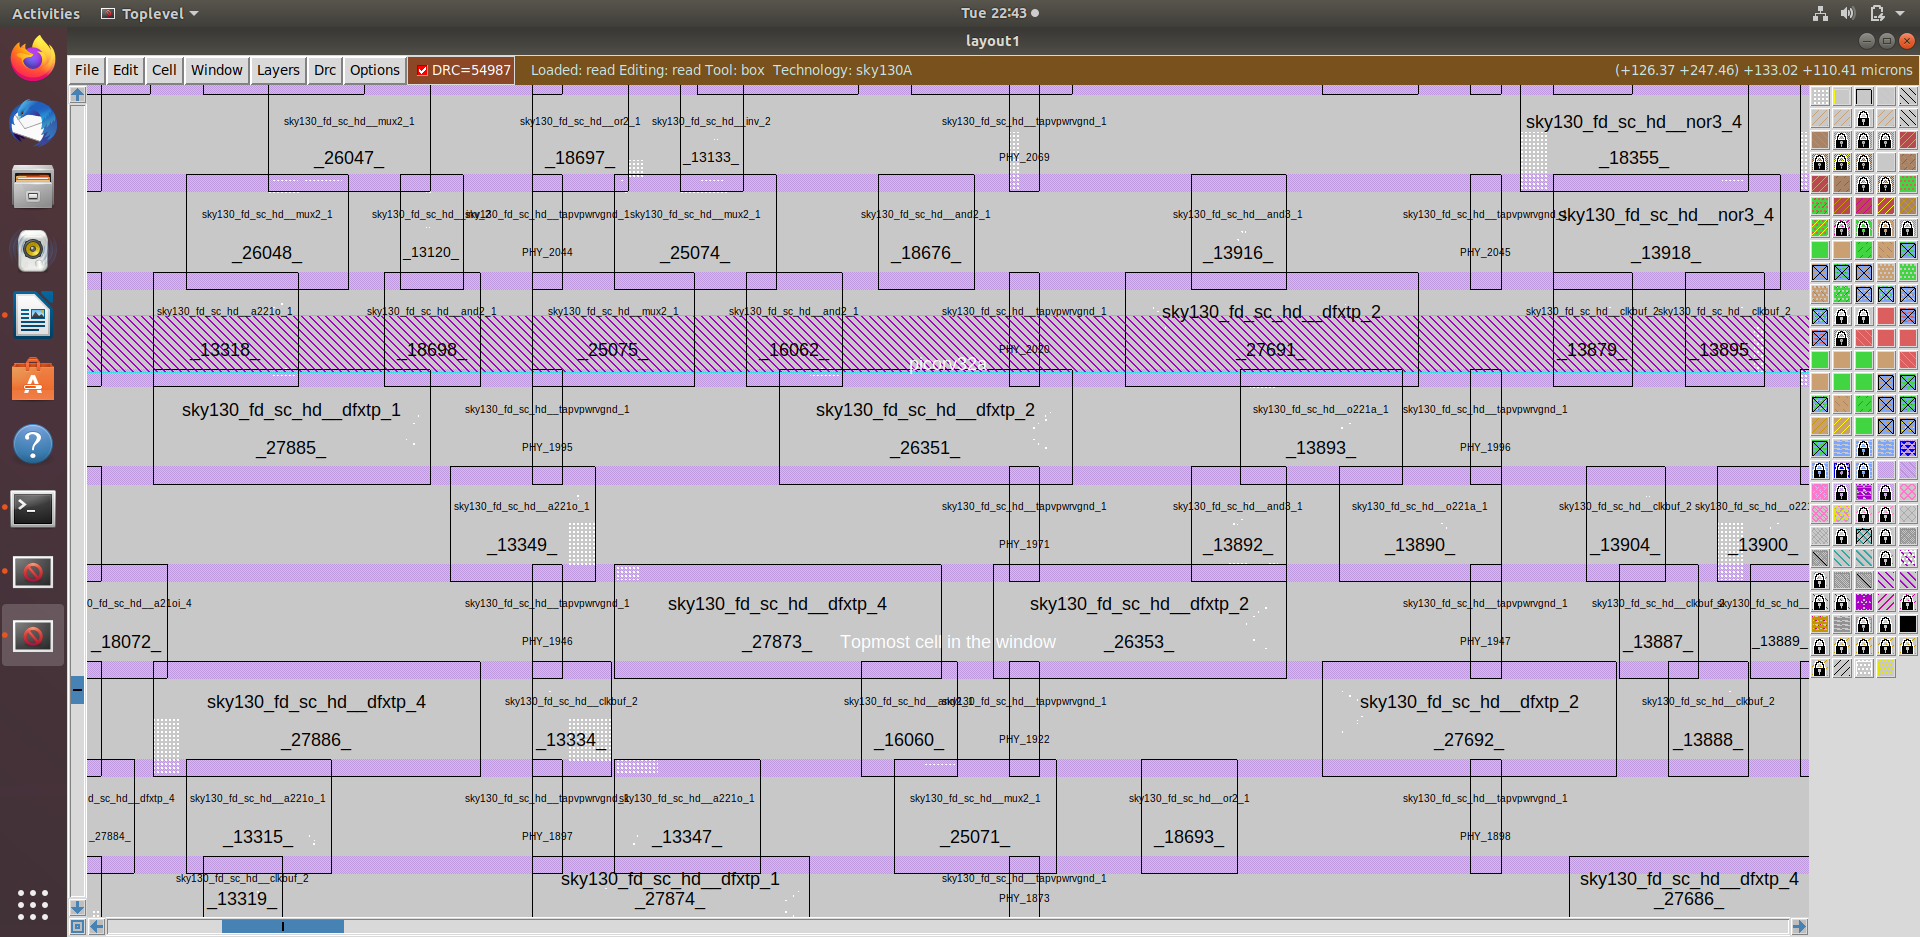 Activities Toplevel Tue 22:43
layout1
File Edit Cell Window Layers Drc Options DRC=54987 Loaded: read Editing: read Tool: box Technology: sky130A (+126.37 +247.46) +133.02 +110.41 microns
sky130_fd_sc_hd__mux2_1 sky130_fd_sc_hd__or2_1 sky130_fd_sc_hd__inv_2 sky130_fd_sc_hd__tapvpwrvgnd_1 sky130_fd_sc_hd__nor3_4
_26047_ _18697_ _13133_ PHY_2069 _18355_
sky130_fd_sc_hd__mux2_1 sky130_fd_sc_hd__inv_2 sky130_fd_sc_hd__tapvpwrvgnd_1 sky130_fd_sc_hd__mux2_1 sky130_fd_sc_hd__and2_1 sky130_fd_sc_hd__and3_1 sky130_fd_sc_hd__tapvpwrvgnd_1 sky130_fd_sc_hd__nor3_4
_26048_ _13120_ PHY_2044 _25074_ _18676_ _13916_ PHY_2045 _13918_
sky130_fd_sc_hd__a221o_1 sky130_fd_sc_hd__and2_1 sky130_fd_sc_hd__mux2_1 sky130_fd_sc_hd__and2_1 sky130_fd_sc_hd__tapvpwrvgnd_1 sky130_fd_sc_hd__dfxtp_2 sky130_fd_sc_hd__clkbuf_2 sky130_fd_sc_hd__clkbuf_2
_13318_ _18698_ _25075_ _16062_ PHY_2020 _27691_ _13879_ _13895_
picorv32a
sky130_fd_sc_hd__dfxtp_1 sky130_fd_sc_hd__tapvpwrvgnd_1 sky130_fd_sc_hd__dfxtp_2 sky130_fd_sc_hd__o221a_1 sky130_fd_sc_hd__tapvpwrvgnd_1
_27885_ PHY_1995 _26351_ _13893_ PHY_1996
sky130_fd_sc_hd__a221o_1 sky130_fd_sc_hd__tapvpwrvgnd_1 sky130_fd_sc_hd__and3_1 sky130_fd_sc_hd__o221a_1 sky130_fd_sc_hd__clkbuf_2 sky130_fd_sc_hd__o22
_13349_ PHY_1971 _13892_ _13890_ _13904_ _13900_
0_fd_sc_hd__a21oi_4 sky130_fd_sc_hd__tapvpwrvgnd_1 sky130_fd_sc_hd__dfxtp_4 sky130_fd_sc_hd__dfxtp_2 sky130_fd_sc_hd__tapvpwrvgnd_1 sky130_fd_sc_hd__clkbuf_2 sky130_fd_sc_hd__
_18072_ PHY_1946 _27873_ Topmost cell in the window _26353_ PHY_1947 _13887_ _13889_
sky130_fd_sc_hd__dfxtp_4 sky130_fd_sc_hd__clkbuf_2 sky130_fd_sc_hd__and2_1 sky130_fd_sc_hd__tapvpwrvgnd_1 sky130_fd_sc_hd__dfxtp_2 sky130_fd_sc_hd__clkbuf_2
_27886_ _13334_ _16060_ PHY_1922 _27692_ _13888_
d_sc_hd__dfxtp_4 sky130_fd_sc_hd__a221o_1 sky130_fd_sc_hd__tapvpwrvgnd_1 sky130_fd_sc_hd__a221o_1 sky130_fd_sc_hd__mux2_1 sky130_fd_sc_hd__or2_1 sky130_fd_sc_hd__tapvpwrvgnd_1
_27884_ _13315_ PHY_1897 _13347_ _25071_ _18693_ PHY_1898
sky130_fd_sc_hd__clkbuf_2 sky130_fd_sc_hd__dfxtp_1 sky130_fd_sc_hd__tapvpwrvgnd_1 sky130_fd_sc_hd__dfxtp_4
_13319_ _27874_ PHY_1873 _27686_